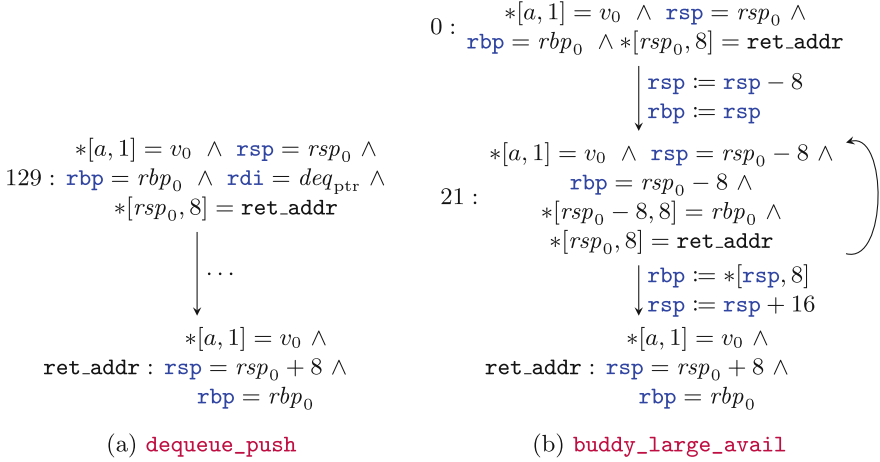 ∗[a, 1] = v₀ ∧ rsp = rsp₀ ∧
129 : rbp = rbp₀ ∧ rdi = deq_ptr ∧
∗[rsp₀, 8] = ret_addr
...
∗[a, 1] = v₀ ∧
ret_addr : rsp = rsp₀ + 8 ∧
rbp = rbp₀
(a) dequeue_push
∗[a, 1] = v₀ ∧ rsp = rsp₀ ∧
0 :
rbp = rbp₀ ∧ ∗[rsp₀, 8] = ret_addr
rsp := rsp − 8
rbp := rsp
∗[a, 1] = v₀ ∧ rsp = rsp₀ − 8 ∧
rbp = rsp₀ − 8 ∧
21 :
∗[rsp₀ − 8, 8] = rbp₀ ∧
∗[rsp₀, 8] = ret_addr
rbp := ∗[rsp, 8]
rsp := rsp + 16
∗[a, 1] = v₀ ∧
ret_addr : rsp = rsp₀ + 8 ∧
rbp = rbp₀
(b) buddy_large_avail